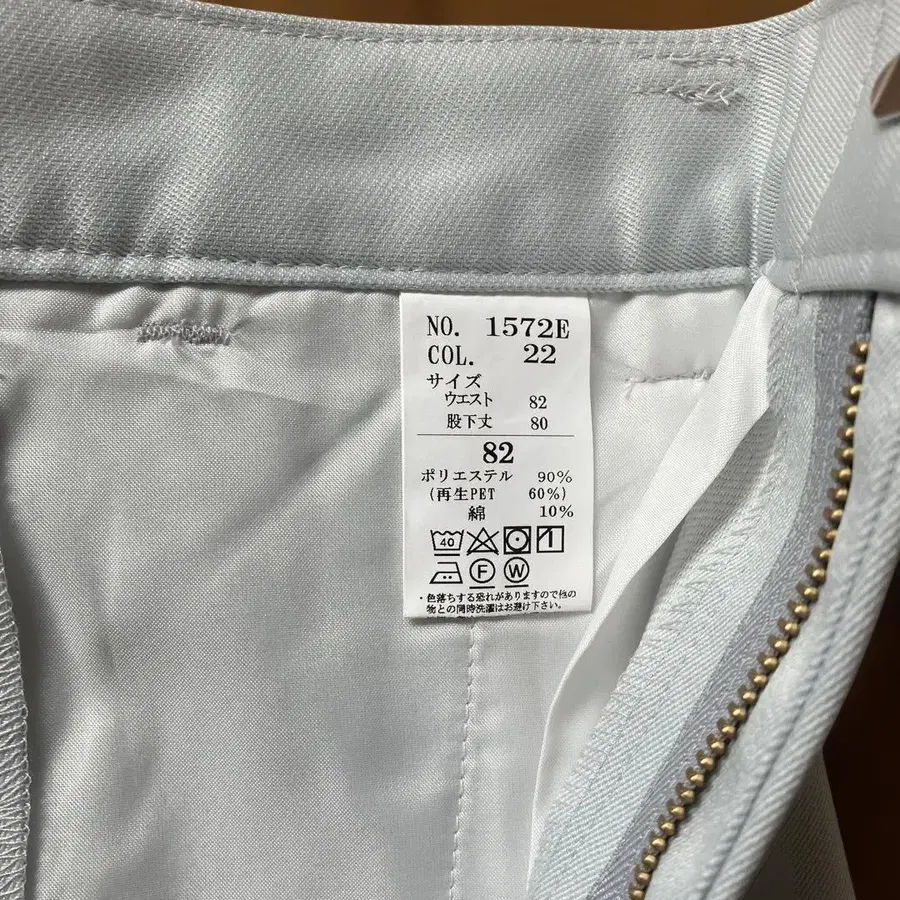 NO. 1572E
COL. 22
サイズ
ウエスト 82
股下丈 80
82
ポリエステル 90%
(再生PET 60%)
綿 10%
40
F W
・色落ちする恐れがありますので他の
物との同時洗濯はお避け下さい。